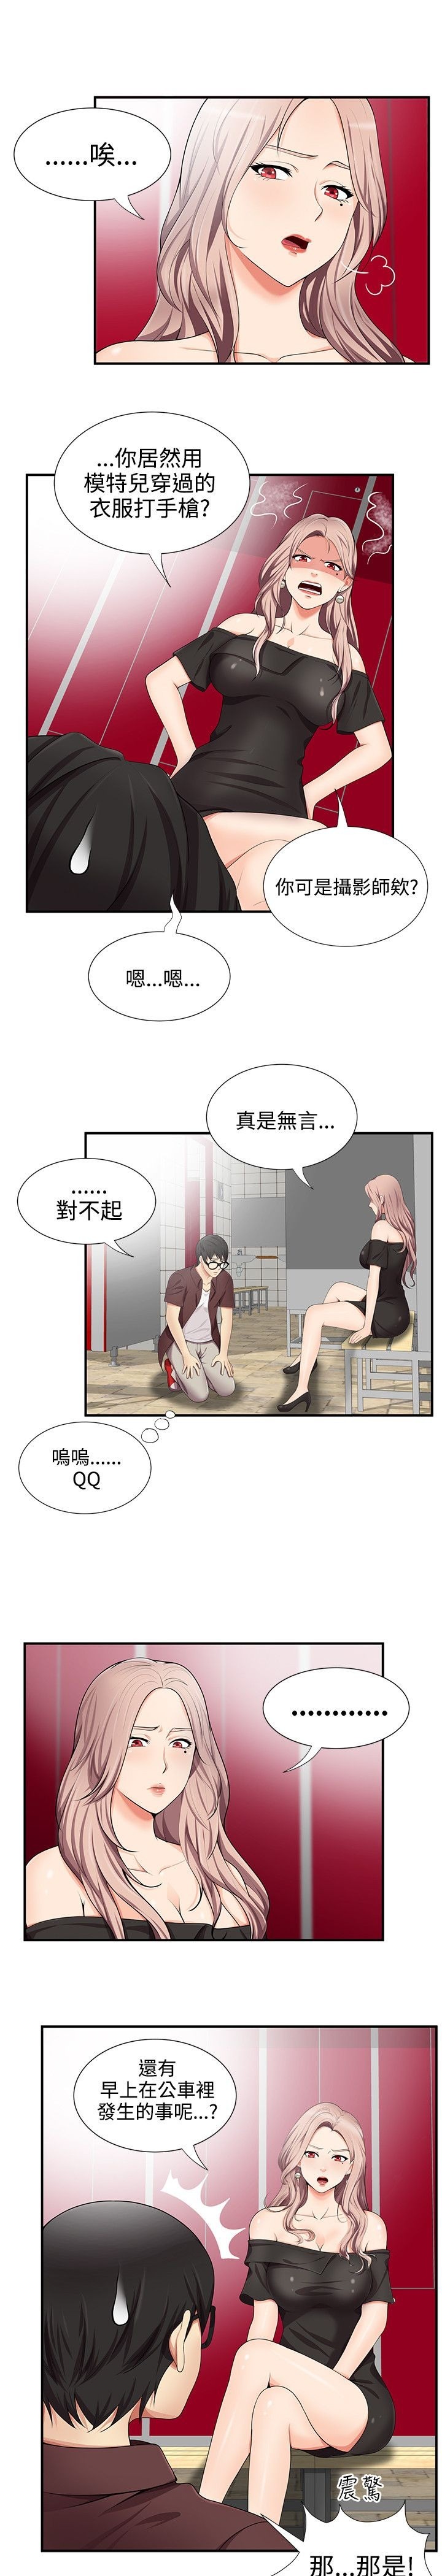 ......唉...
...你居然用
模特兒穿過的
衣服打手槍?
你可是攝影師欸?
嗯...嗯...
真是無言...
......
對不起
嗚嗚......
QQ
............
還有
早上在公車裡
發生的事呢...?
震驚
那...那是!